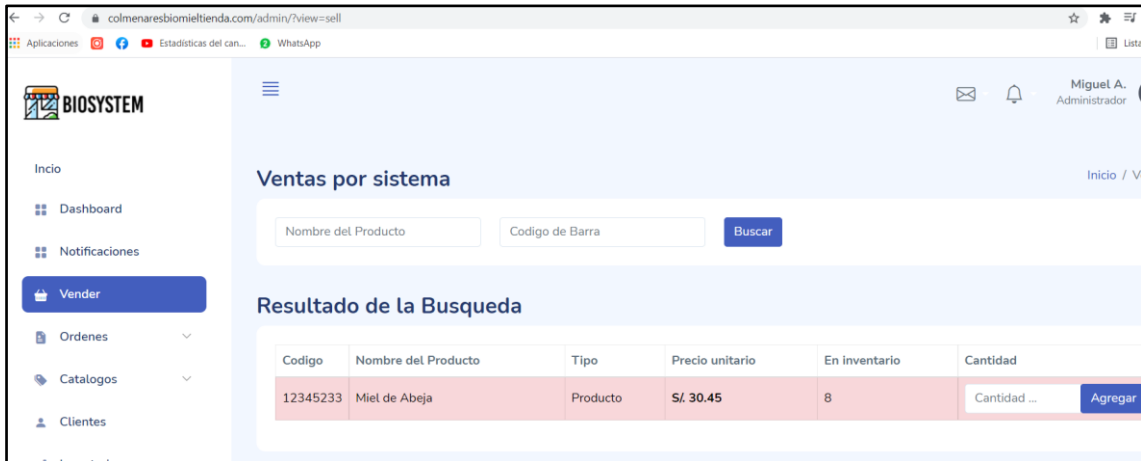 colmenaresbiomieltienda.com/admin/?view=sell
Aplicaciones Estadísticas del can... WhatsApp Lista
BIOSYSTEM
Miguel A.
Administrador
Incio
Ventas por sistema Inicio /
Dashboard
Nombre del Producto Codigo de Barra Buscar
Notificaciones
Vender
Resultado de la Busqueda
Ordenes
Codigo Nombre del Producto Tipo Precio unitario En inventario Cantidad
Catalogos
12345233 Miel de Abeja Producto S/. 30.45 8 Cantidad ... Agregar
Clientes